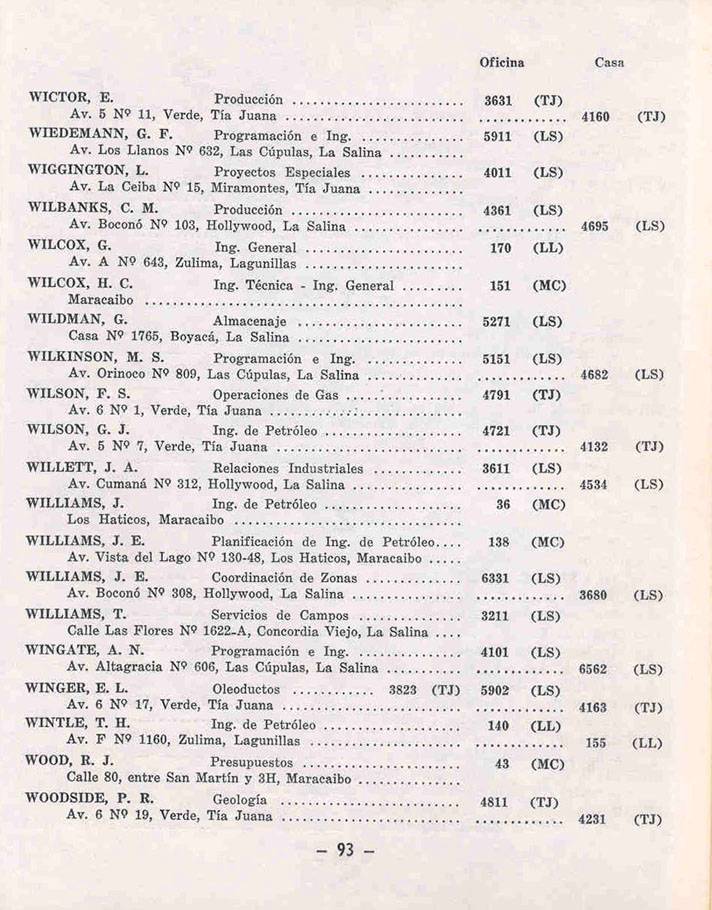 Oficina Casa
WICTOR, E. Producción ......................... 3631 (TJ)
Av. 5 Nº 11, Verde, Tía Juana .......................... ............. 4160 (TJ)
WIEDEMANN, G. F. Programación e Ing. ............... 5911 (LS)
Av. Los Llanos Nº 632, Las Cúpulas, La Salina ...........
WIGGINGTON, L. Proyectos Especiales ............... 4011 (LS)
Av. La Ceiba Nº 15, Miramontes, Tía Juana ..............
WILBANKS, C. M. Producción ......................... 4361 (LS)
Av. Boconó Nº 103, Hollywood, La Salina ................ ............. 4695 (LS)
WILCOX, G. Ing. General ....................... 170 (LL)
Av. A Nº 643, Zulima, Lagunillas .......................
WILCOX, H. C. Ing. Técnica - Ing. General ......... 151 (MC)
Maracaibo ..............................................
WILDMAN, G. Almacenaje ........................ 5271 (LS)
Casa Nº 1765, Boyacá, La Salina ........................
WILKINSON, M. S. Programación e Ing. .............. 5151 (LS)
Av. Orinoco Nº 809, Las Cúpulas, La Salina .............. ............. 4682 (LS)
WILSON, F. S. Operaciones de Gas ................ 4791 (TJ)
Av. 6 Nº 1, Verde, Tía Juana ............................
WILSON, G. J. Ing. de Petróleo .................... 4721 (TJ)
Av. 5 Nº 7, Verde, Tía Juana ........................... ............. 4132 (TJ)
WILLETT, J. A. Relaciones Industriales ............. 3611 (LS)
Av. Cumaná Nº 312, Hollywood, La Salina ................ ............. 4534 (LS)
WILLIAMS, J. Ing. de Petróleo .................... 36 (MC)
Los Haticos, Maracaibo .................................
WILLIAMS, J. E. Planificación de Ing. de Petróleo.... 138 (MC)
Av. Vista del Lago Nº 130-48, Los Haticos, Maracaibo .....
WILLIAMS, J. E. Coordinación de Zonas .............. 6331 (LS)
Av. Boconó Nº 308, Hollywood, La Salina ................ ............. 3680 (LS)
WILLIAMS, T. Servicios de Campos ............... 3211 (LS)
Calle Las Flores Nº 1622-A, Concordia Viejo, La Salina ....
WINGATE, A. N. Programación e Ing. ............... 4101 (LS)
Av. Altagracia Nº 606, Las Cúpulas, La Salina ........... ............. 6562 (LS)
WINGER, E. L. Oleoductos ............ 3823 (TJ) 5902 (LS)
Av. 6 Nº 17, Verde, Tía Juana .......................... ............. 4163 (TJ)
WINTLE, T. H. Ing. de Petróleo .................... 140 (LL)
Av. F Nº 1160, Zulima, Lagunillas ...................... ............. 155 (LL)
WOOD, R. J. Presupuestos ....................... 43 (MC)
Calle 80, entre San Martín y 3H, Maracaibo ...............
WOODSIDE, P. R. Geología .......................... 4811 (TJ)
Av. 6 Nº 19, Verde, Tía Juana .......................... ............. 4231 (TJ)
- 93 -